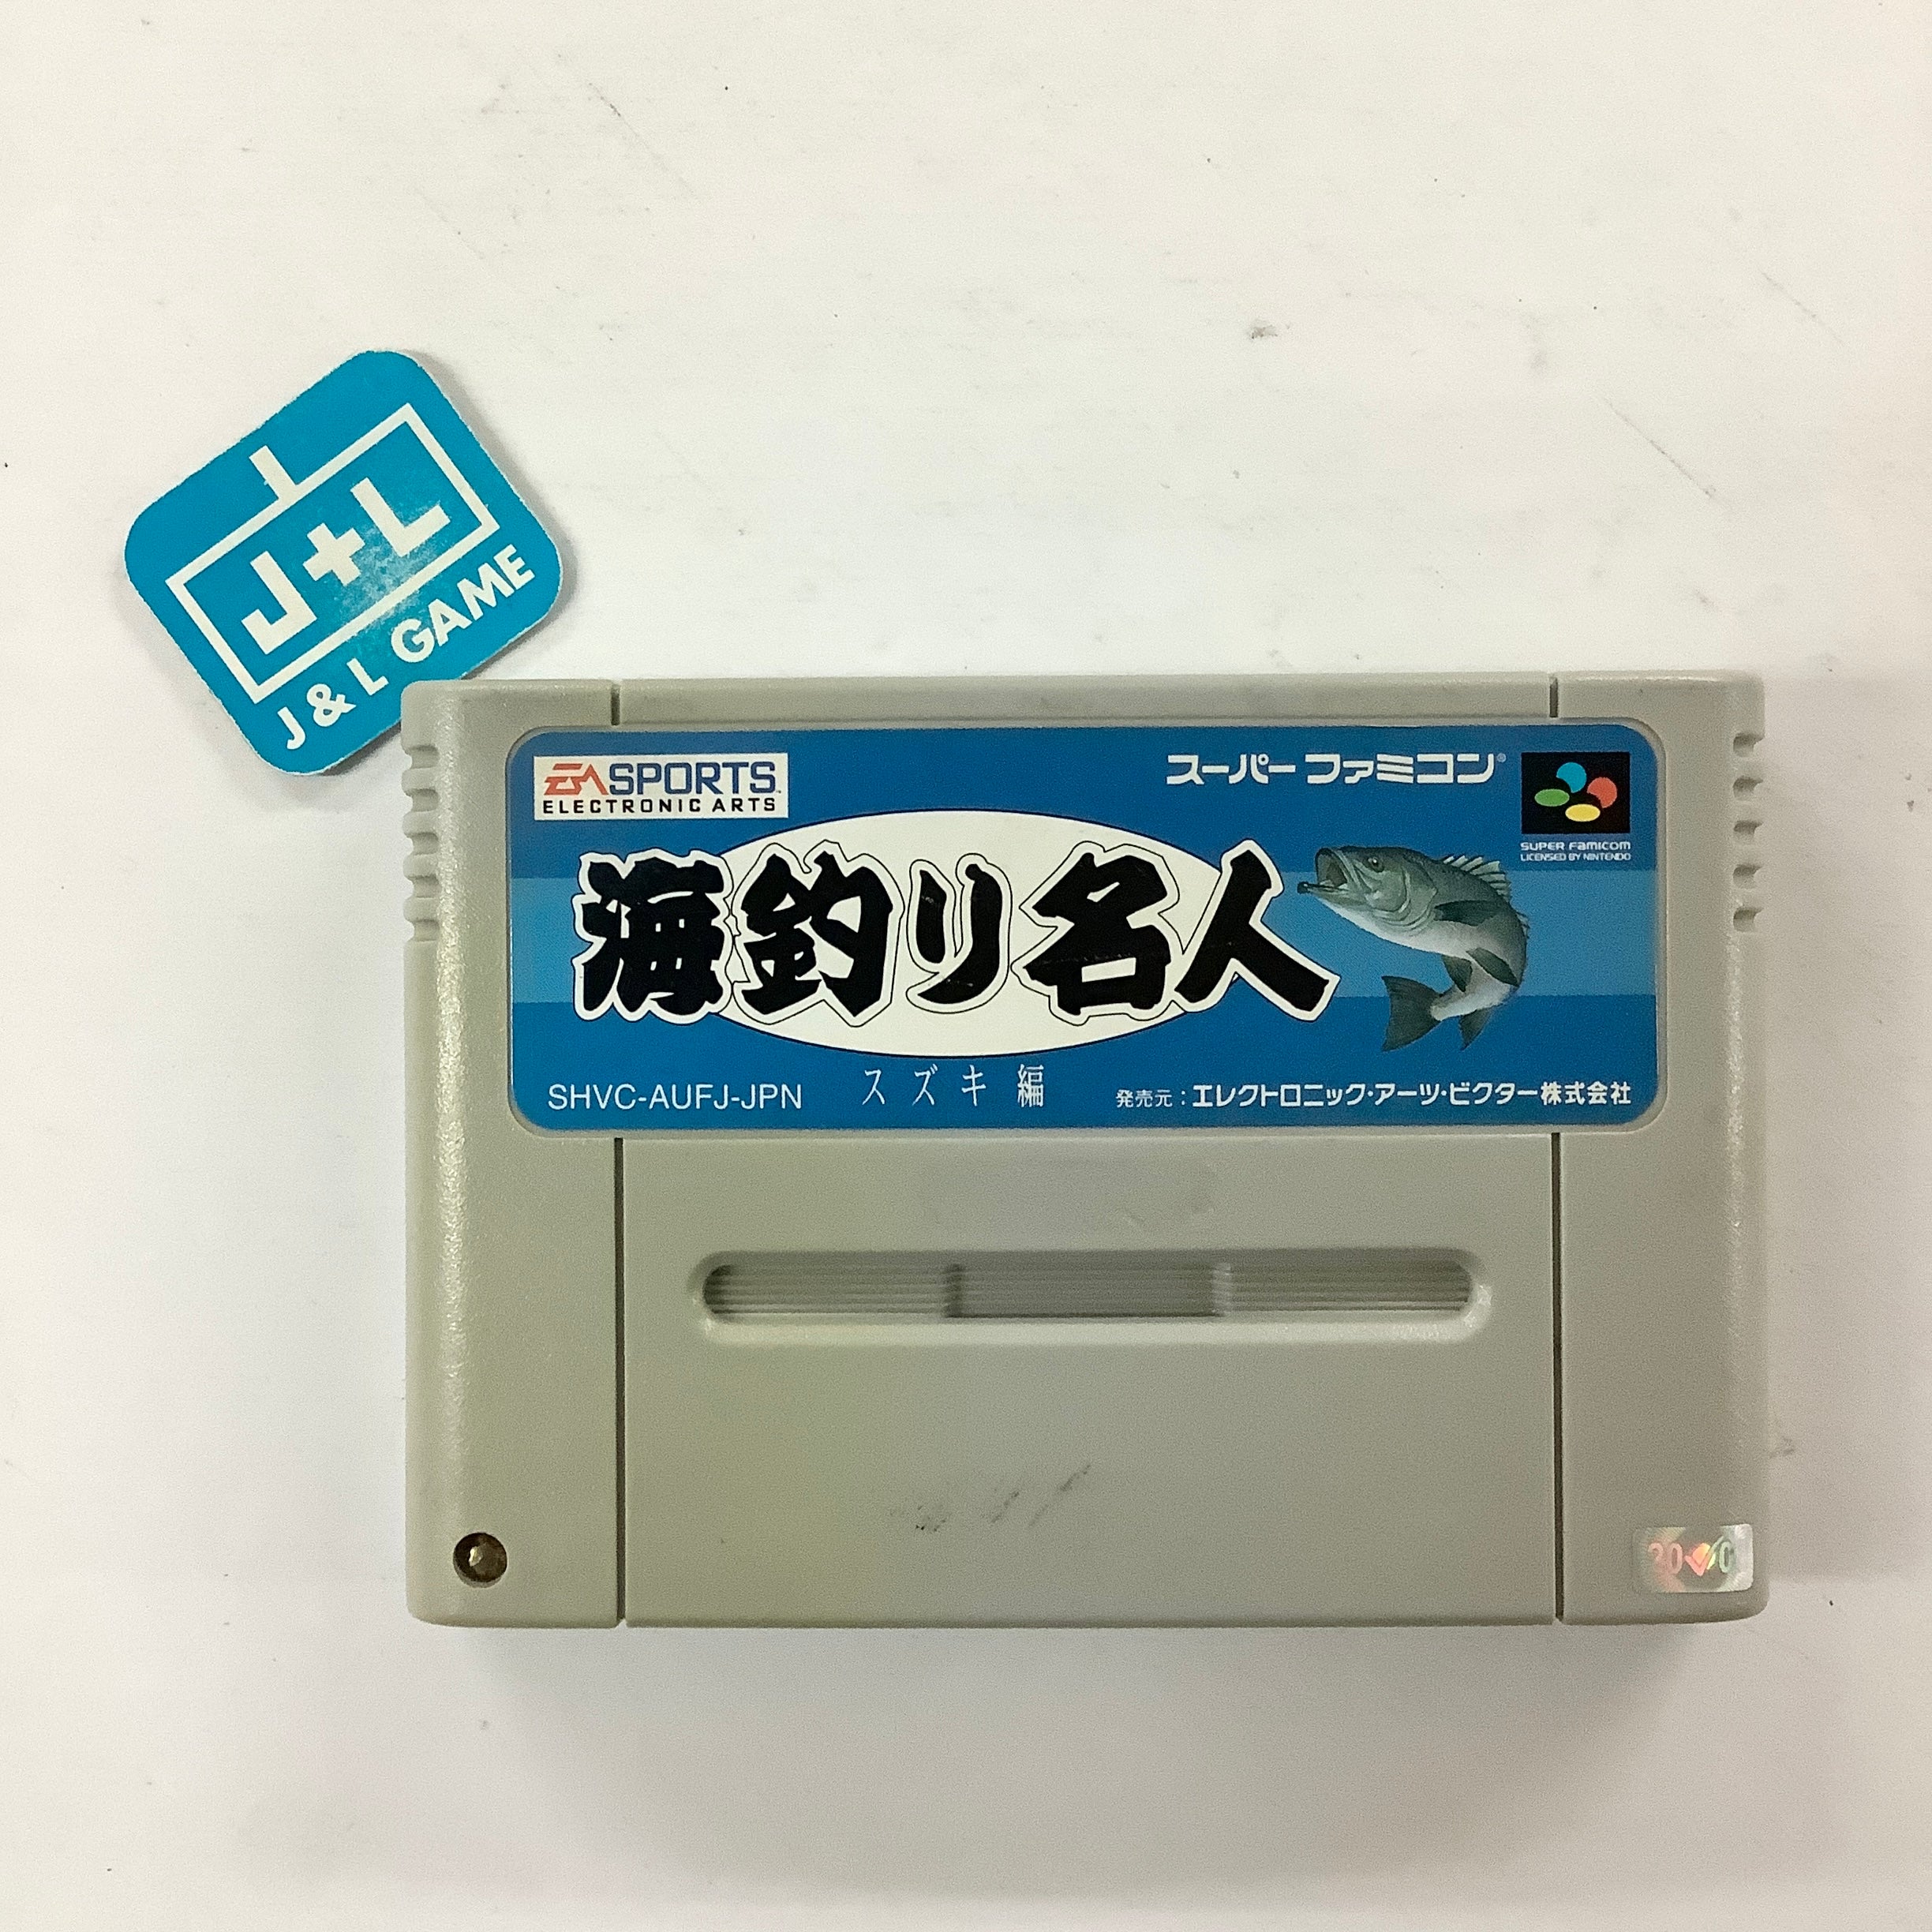 J+L
J & L GAME
EA SPORTS
ELECTRONIC ARTS
スーパーファミコン®
SUPER FAMICOM
LICENSED BY NINTENDO
海釣り名人
スズキ編
SHVC-AUFJ-JPN
発売元:エレクトロニック・アーツ・ビクター株式会社